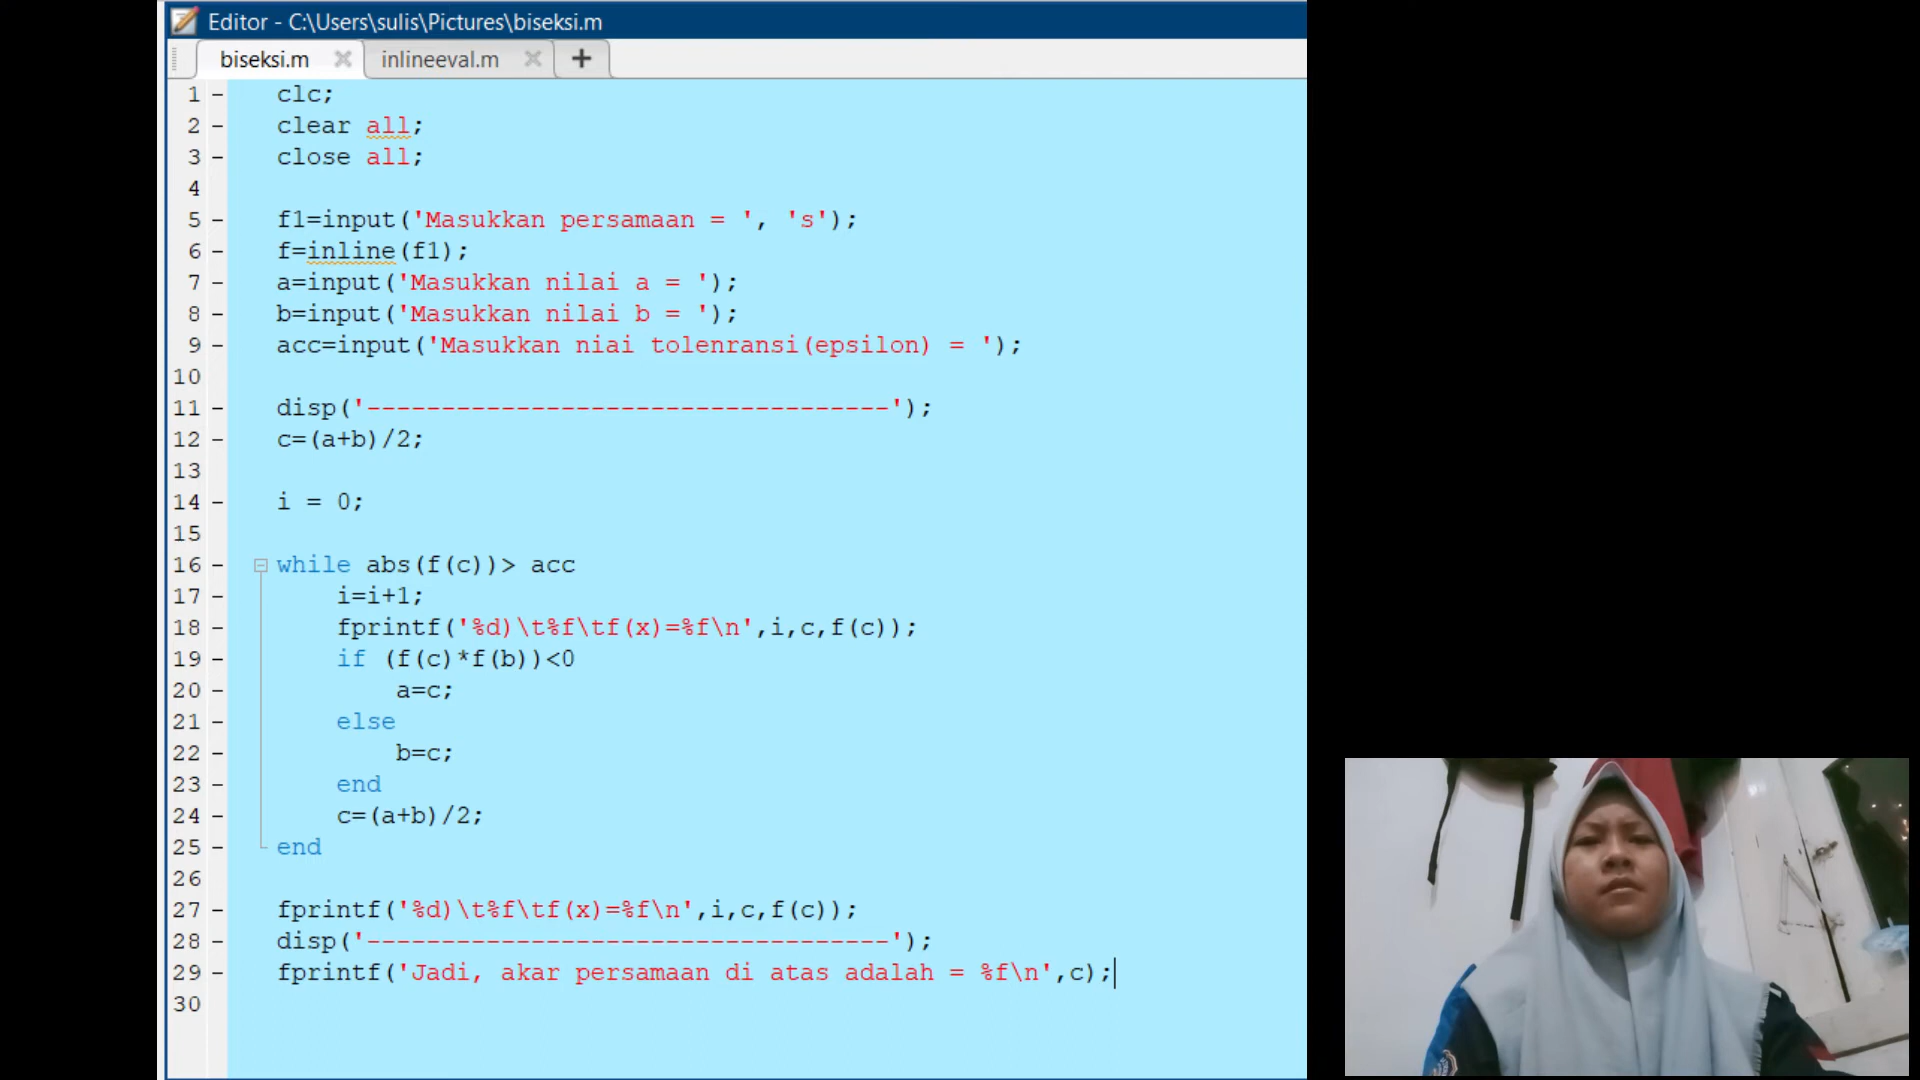 Editor - C:\Users\sulis\Pictures\biseksi.m
biseksi.m inlineeval.m
1 clc;
2 clear all;
3 close all;
4
5 f1=input('Masukkan persamaan = ', 's');
6 f=inline(f1);
7 a=input('Masukkan nilai a = ');
8 b=input('Masukkan nilai b = ');
9 acc=input('Masukkan niai tolenransi(epsilon) = ');
10
11 disp('-----------------------------------');
12 c=(a+b)/2;
13
14 i = 0;
15
16 while abs(f(c))> acc
17 i=i+1;
18 fprintf('%d)\t%f\tf(x)=%f\n',i,c,f(c));
19 if (f(c)*f(b))<0
20 a=c;
21 else
22 b=c;
23 end
24 c=(a+b)/2;
25 end
26
27 fprintf('%d)\t%f\tf(x)=%f\n',i,c,f(c));
28 disp('-----------------------------------');
29 fprintf('Jadi, akar persamaan di atas adalah = %f\n',c);
30